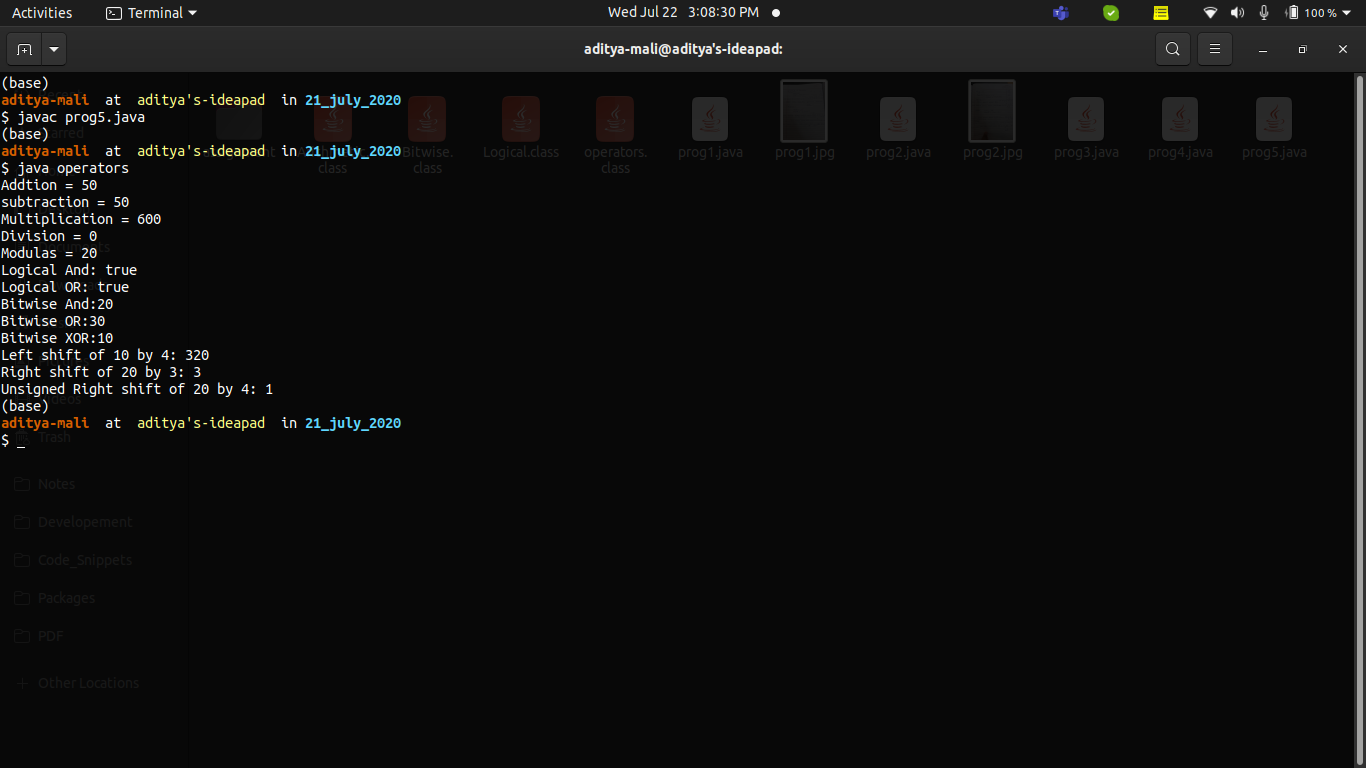 Activities Terminal Wed Jul 22 3:08:30 PM 100 %
aditya-mali@aditya's-ideapad:
(base)
aditya-mali at aditya's-ideapad in 21_july_2020
$ javac prog5.java
(base)
aditya-mali at aditya's-ideapad in 21_july_2020
$ java operators
Addtion = 50
subtraction = 50
Multiplication = 600
Division = 0
Modulas = 20
Logical And: true
Logical OR: true
Bitwise And:20
Bitwise OR:30
Bitwise XOR:10
Left shift of 10 by 4: 320
Right shift of 20 by 3: 3
Unsigned Right shift of 20 by 4: 1
(base)
aditya-mali at aditya's-ideapad in 21_july_2020
$ _
Bitwise. Logical.class operators. prog1.java prog1.jpg prog2.java prog2.jpg prog3.java prog4.java prog5.java
class class class
Trash
Notes
Developement
Code_Snippets
Packages
PDF
+ Other Locations